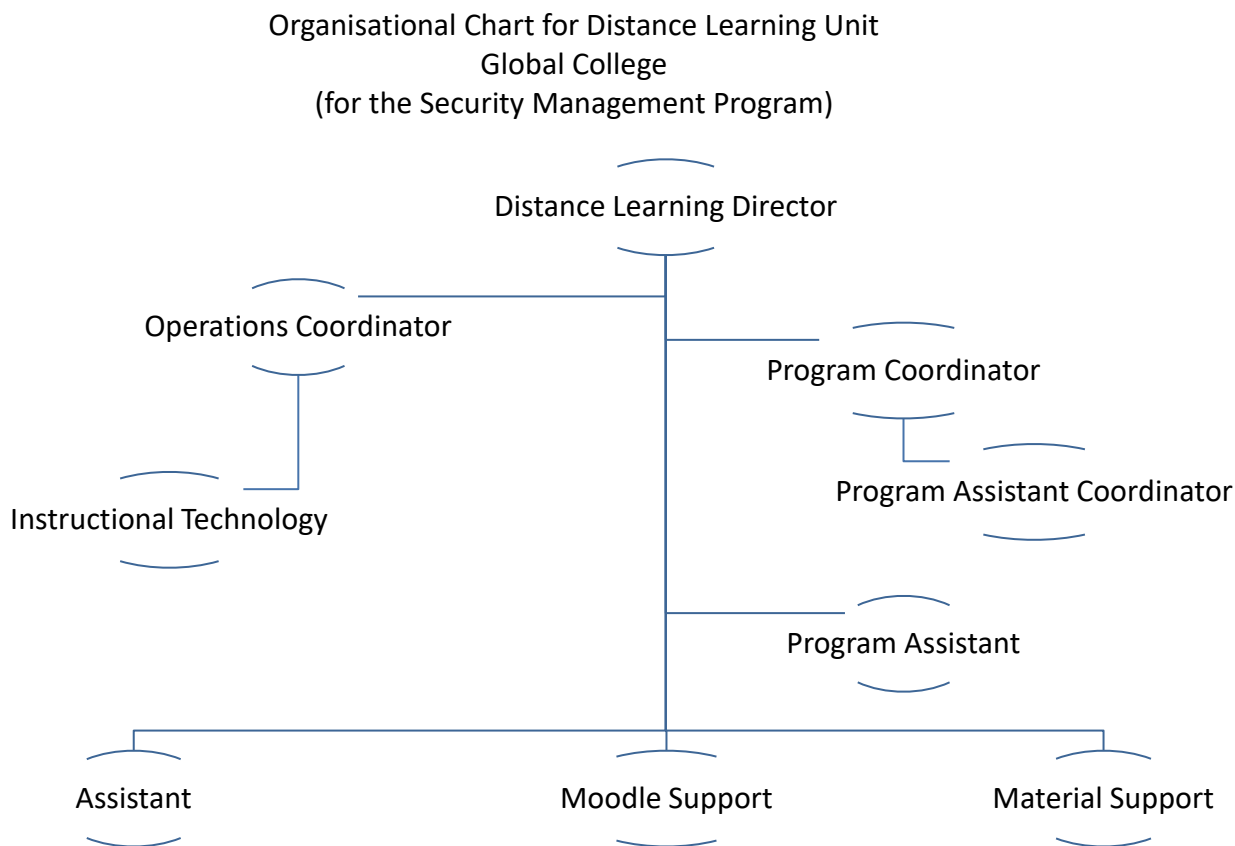 Organisational Chart for Distance Learning Unit
Global College
(for the Security Management Program)
Distance Learning Director
Operations Coordinator
Program Coordinator
Program Assistant Coordinator
Instructional Technology
Program Assistant
Assistant
Moodle Support
Material Support